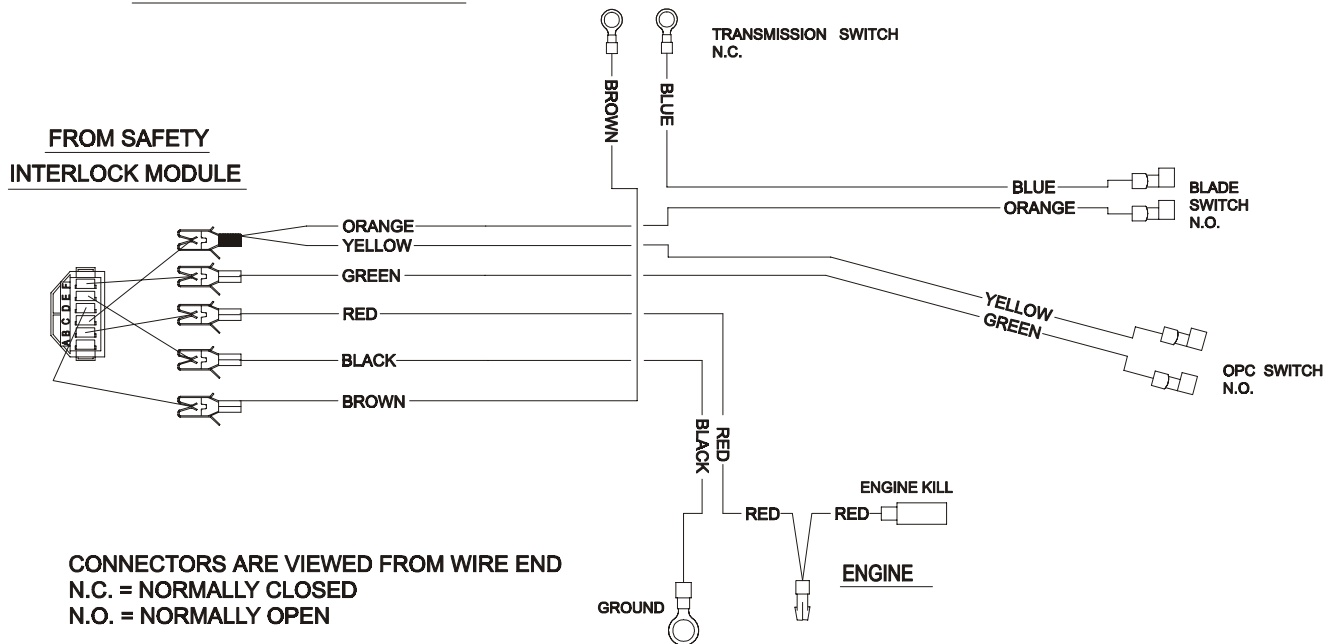 TRANSMISSION SWITCH
N.C.
BROWN
BLUE
FROM SAFETY
INTERLOCK MODULE
BLUE
ORANGE
BLADE
SWITCH
N.O.
ORANGE
YELLOW
GREEN
RED
BLACK
BROWN
A B C D E F
YELLOW
GREEN
OPC SWITCH
N.O.
BLACK
RED
ENGINE KILL
RED
RED
ENGINE
GROUND
CONNECTORS ARE VIEWED FROM WIRE END
N.C. = NORMALLY CLOSED
N.O. = NORMALLY OPEN